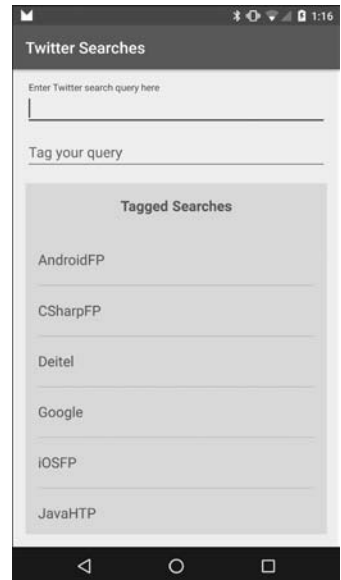 1:16
Twitter Searches
Enter Twitter search query here
Tag your query
Tagged Searches
AndroidFP
CSharpFP
Deitel
Google
iOSFP
JavaHTP